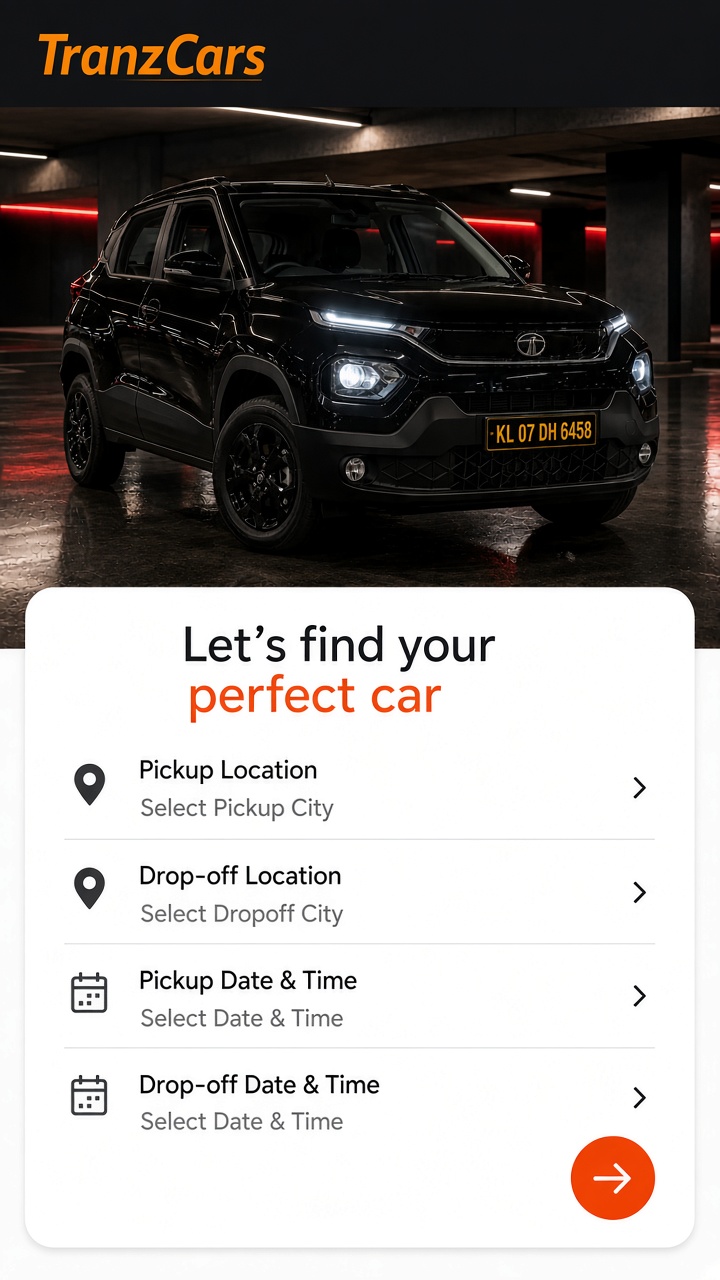 TranzCars
KL 07 DH 6458
Let’s find your
perfect car
Pickup Location
Select Pickup City
Drop-off Location
Select Dropoff City
Pickup Date & Time
Select Date & Time
Drop-off Date & Time
Select Date & Time